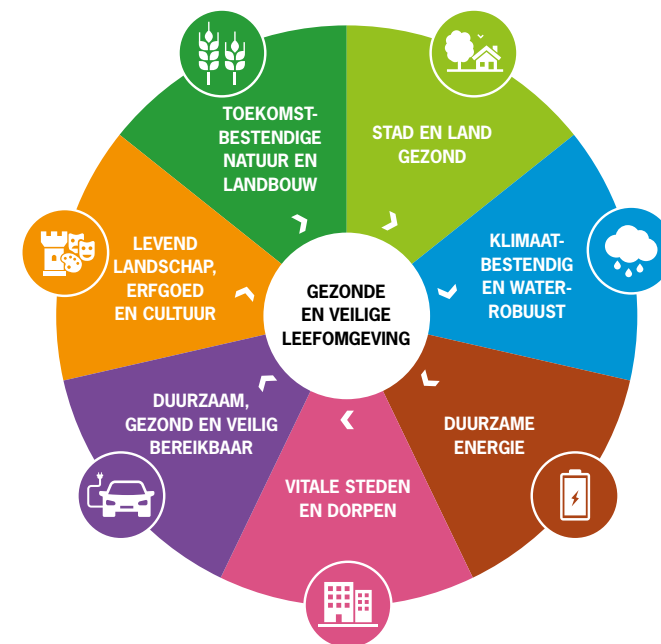 TOEKOMST-
BESTENDIGE
NATUUR EN
LANDBOUW
STAD EN LAND
GEZOND
KLIMAAT-
BESTENDIG
EN WATER-
ROBUUST
DUURZAME
ENERGIE
VITALE STEDEN
EN DORPEN
DUURZAAM,
GEZOND EN VEILIG
BEREIKBAAR
LEVEND
LANDSCHAP,
ERFGOED
EN CULTUUR
GEZONDE
EN VEILIGE
LEEFOMGEVING